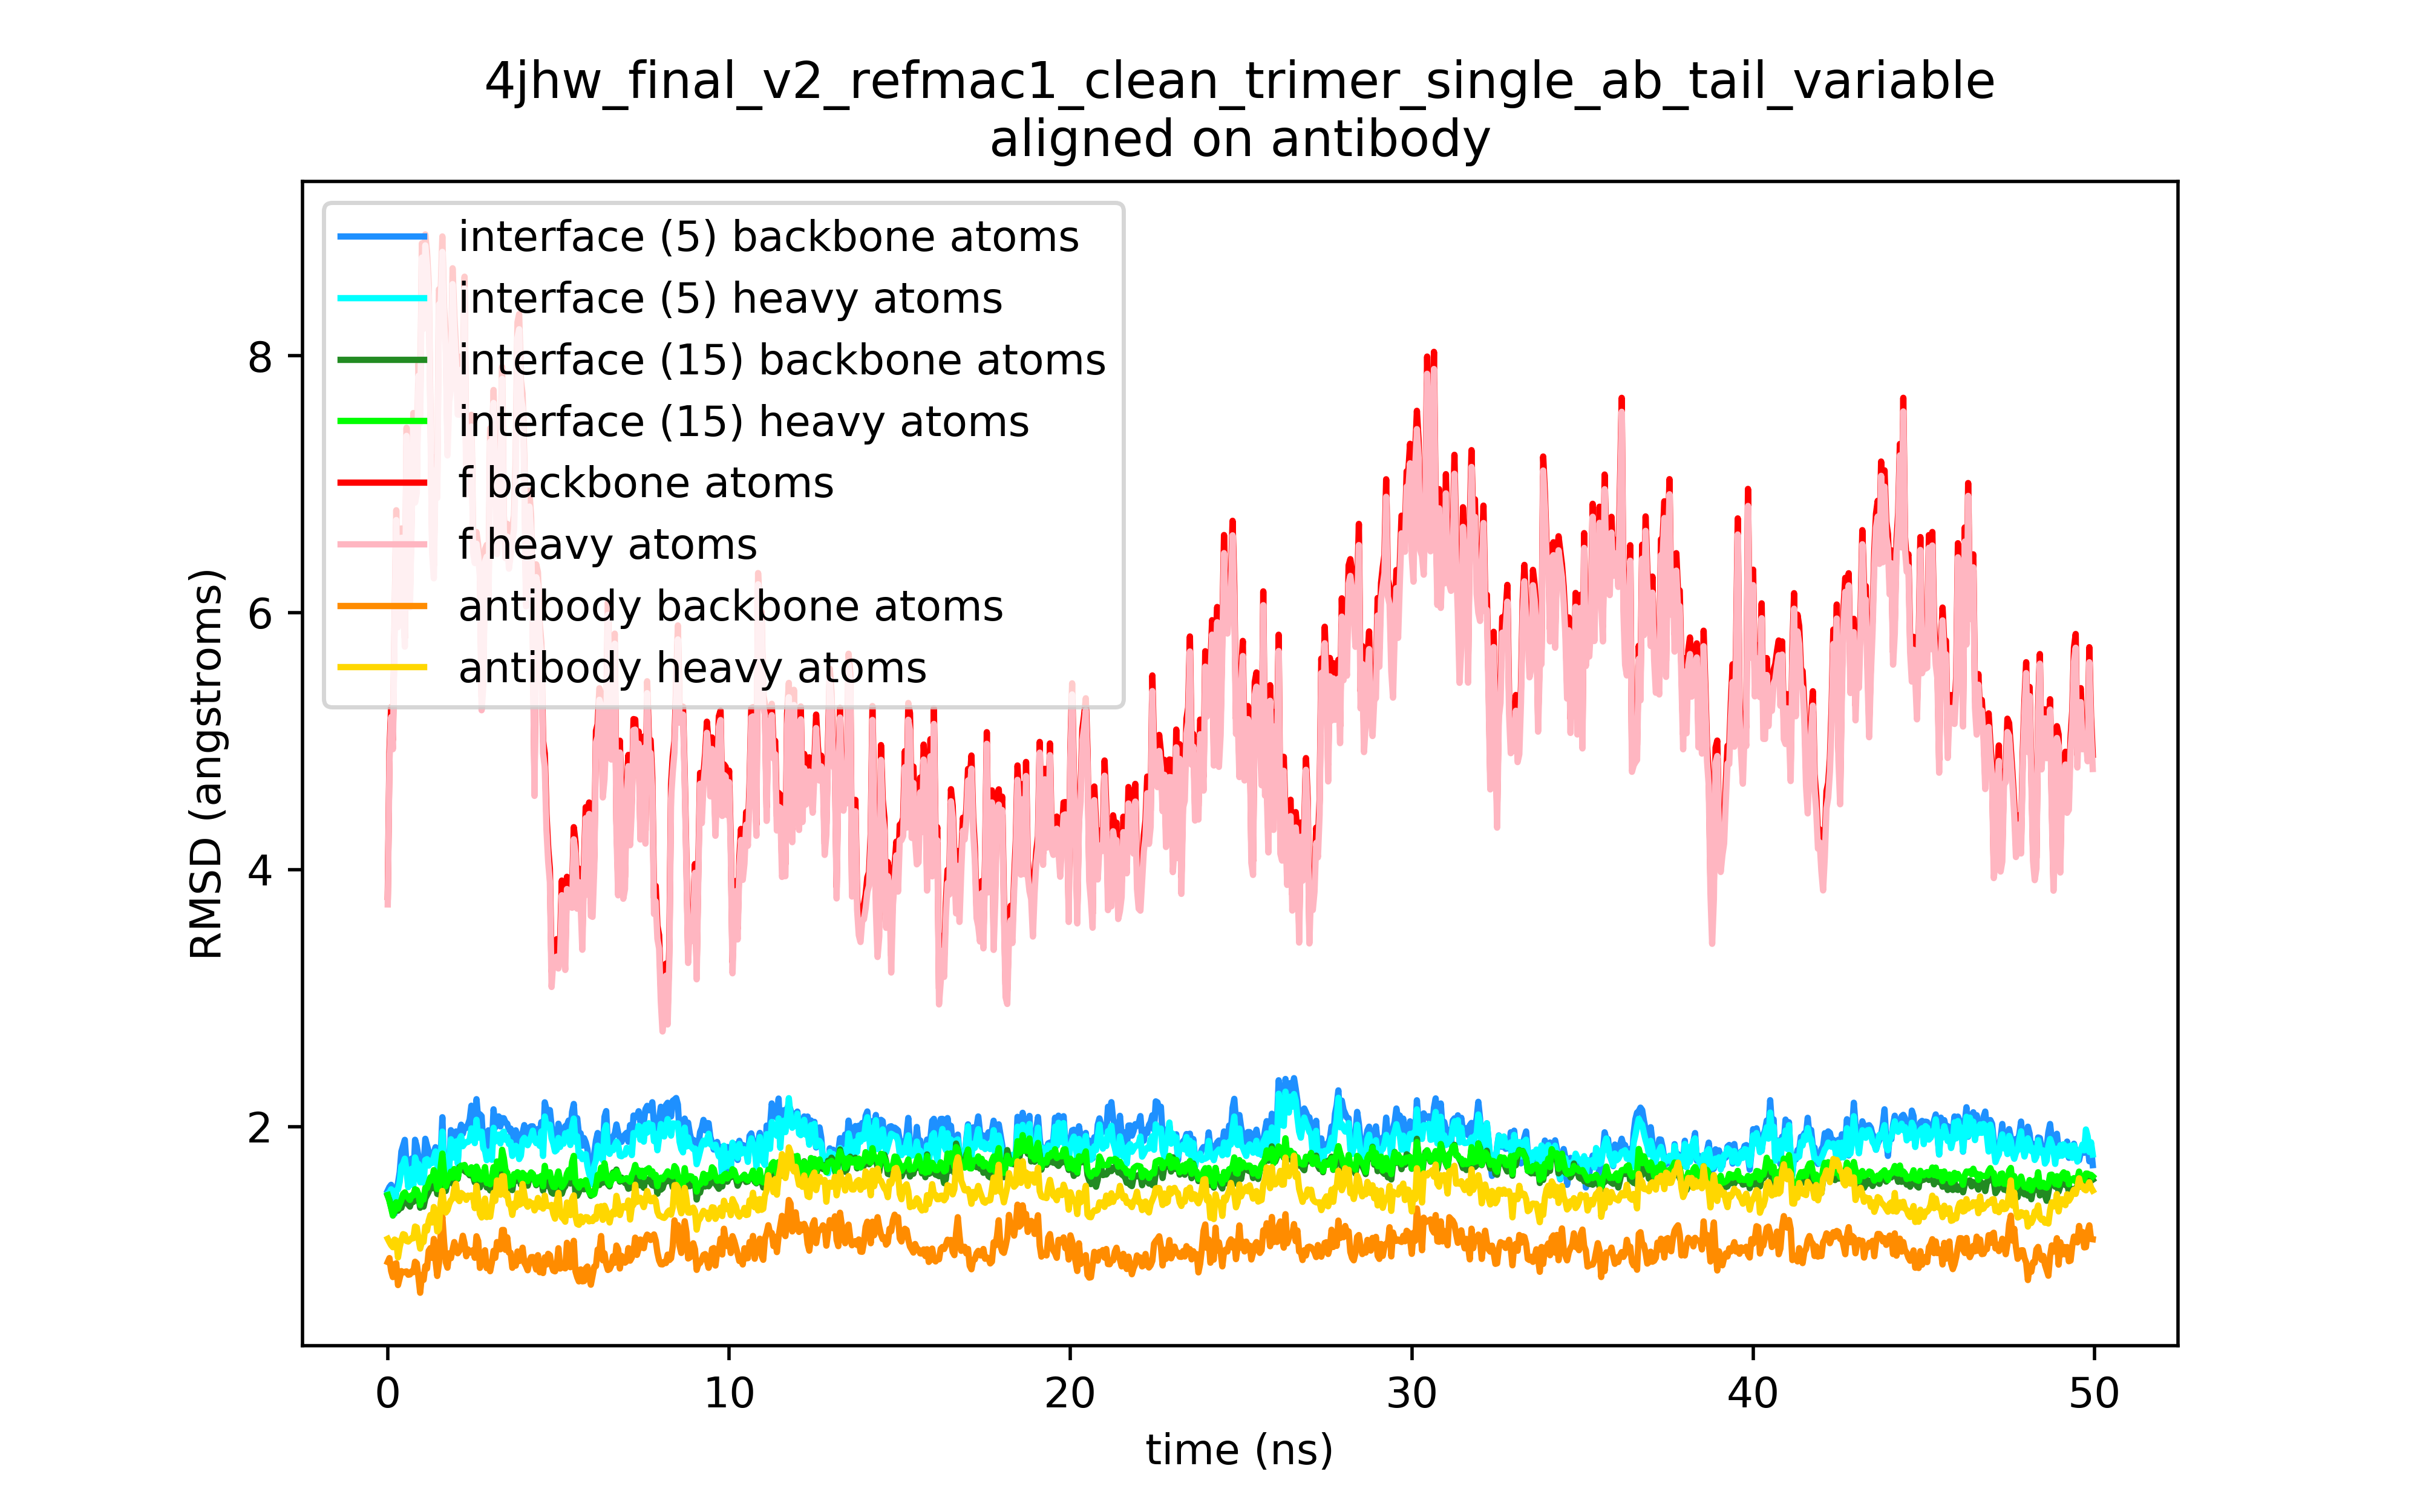 4jhw_final_v2_refmac1_clean_trimer_single_ab_tail_variable
aligned on antibody
interface (5) backbone atoms
interface (5) heavy atoms
interface (15) backbone atoms
interface (15) heavy atoms
f backbone atoms
f heavy atoms
antibody backbone atoms
antibody heavy atoms
RMSD (angstroms)
8
6
4
2
0 10 20 30 40 50
time (ns)